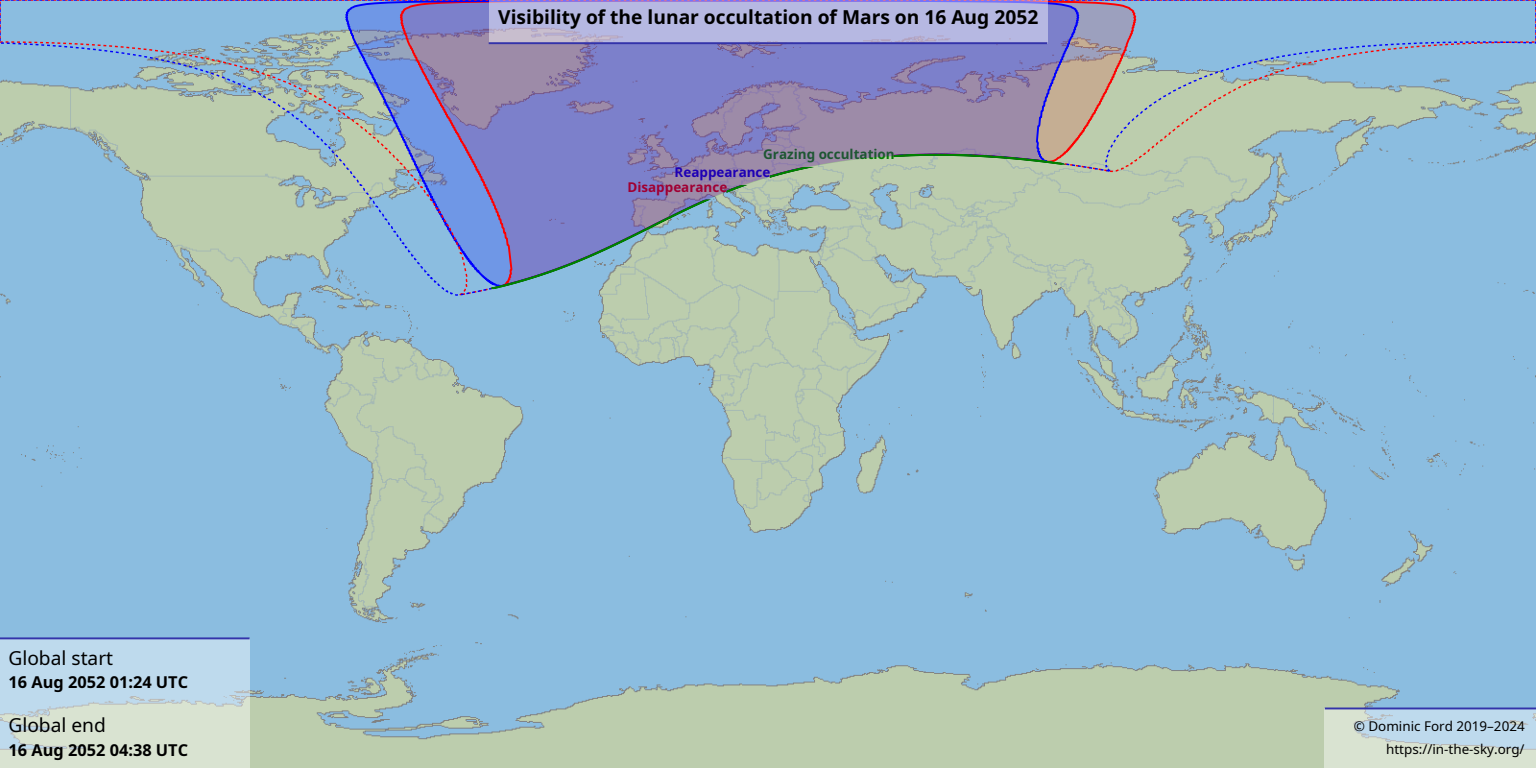 Visibility of the lunar occultation of Mars on 16 Aug 2052
Grazing occultation
Reappearance
Disappearance
Global start
16 Aug 2052 01:24 UTC
Global end
16 Aug 2052 04:38 UTC
© Dominic Ford 2019–2024
https://in-the-sky.org/